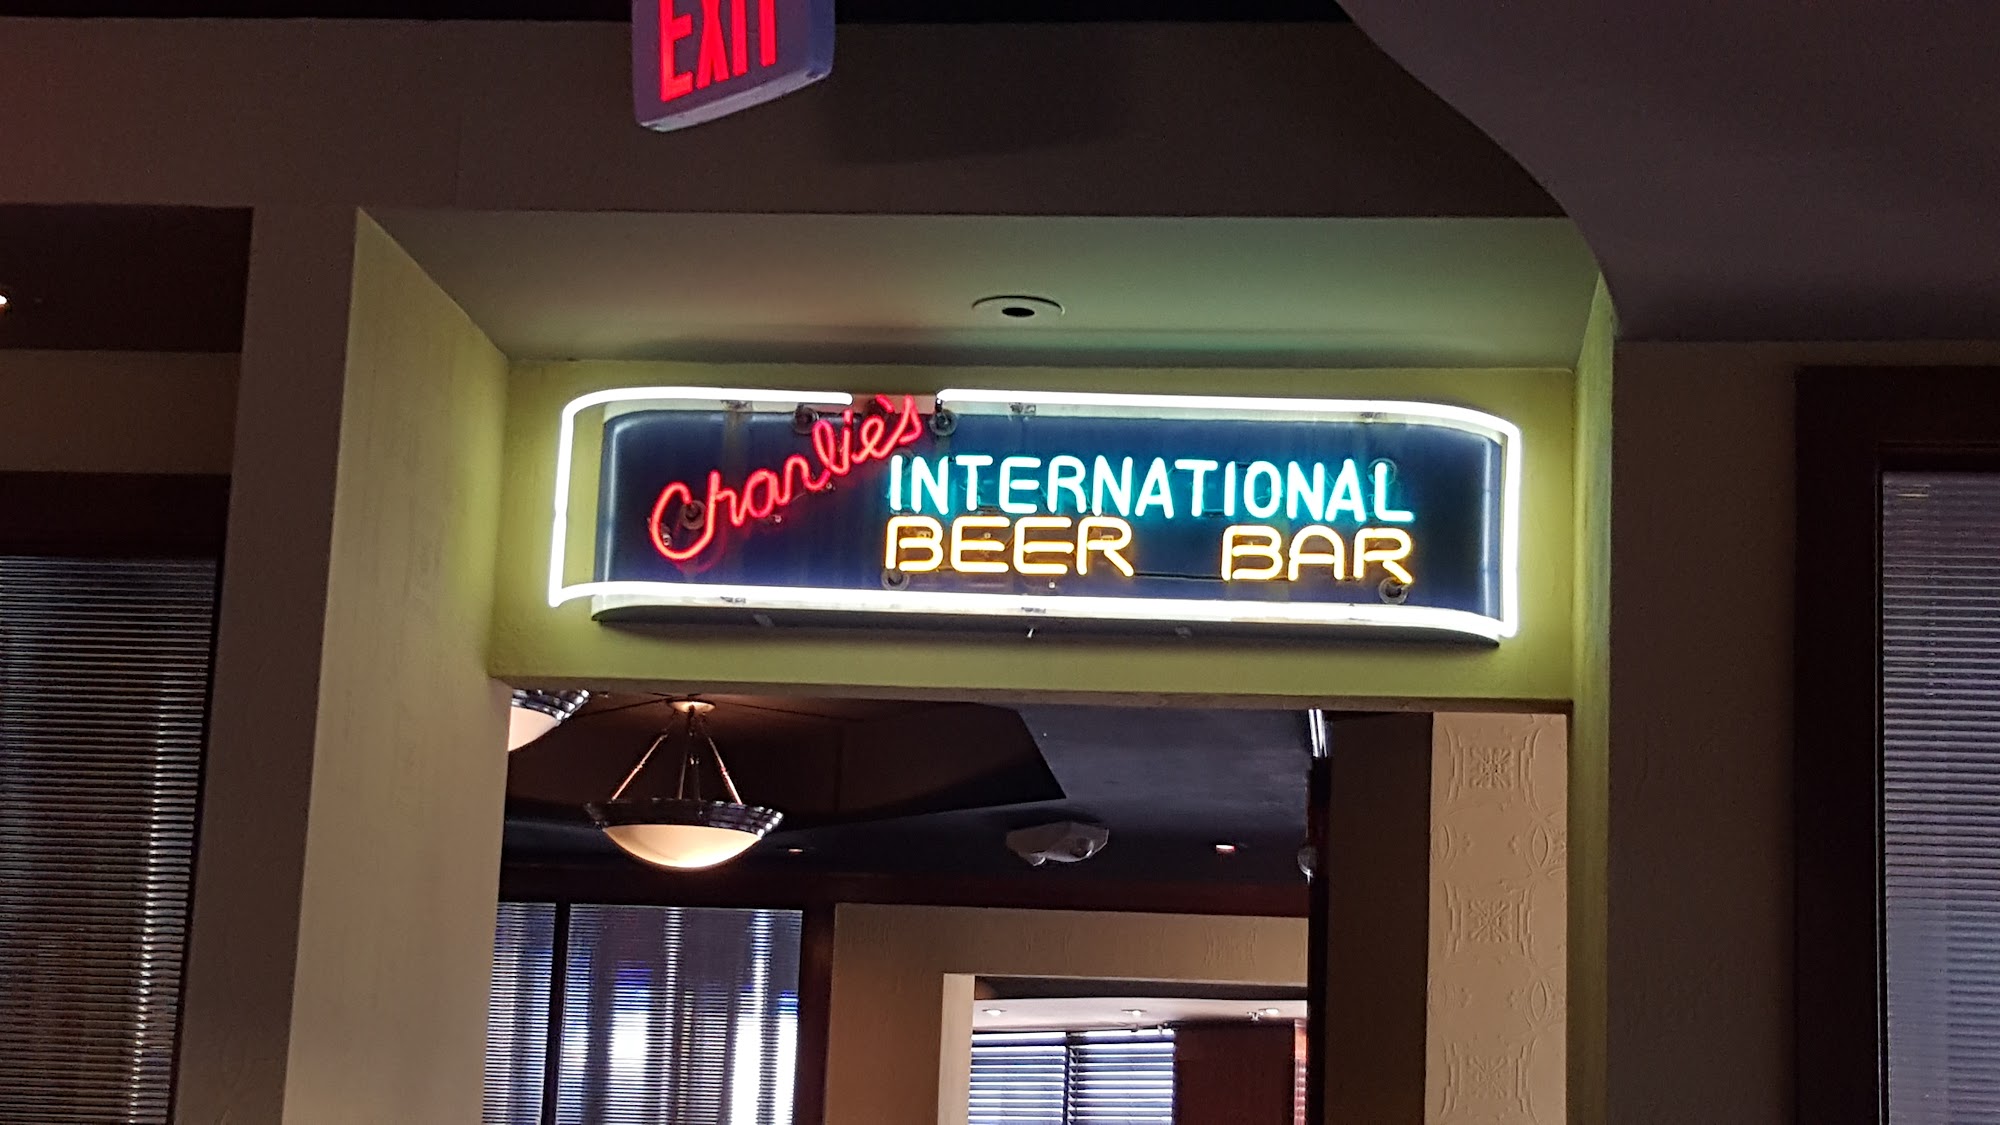 EXIT
Charlie's
INTERNATIONAL
BEER BAR